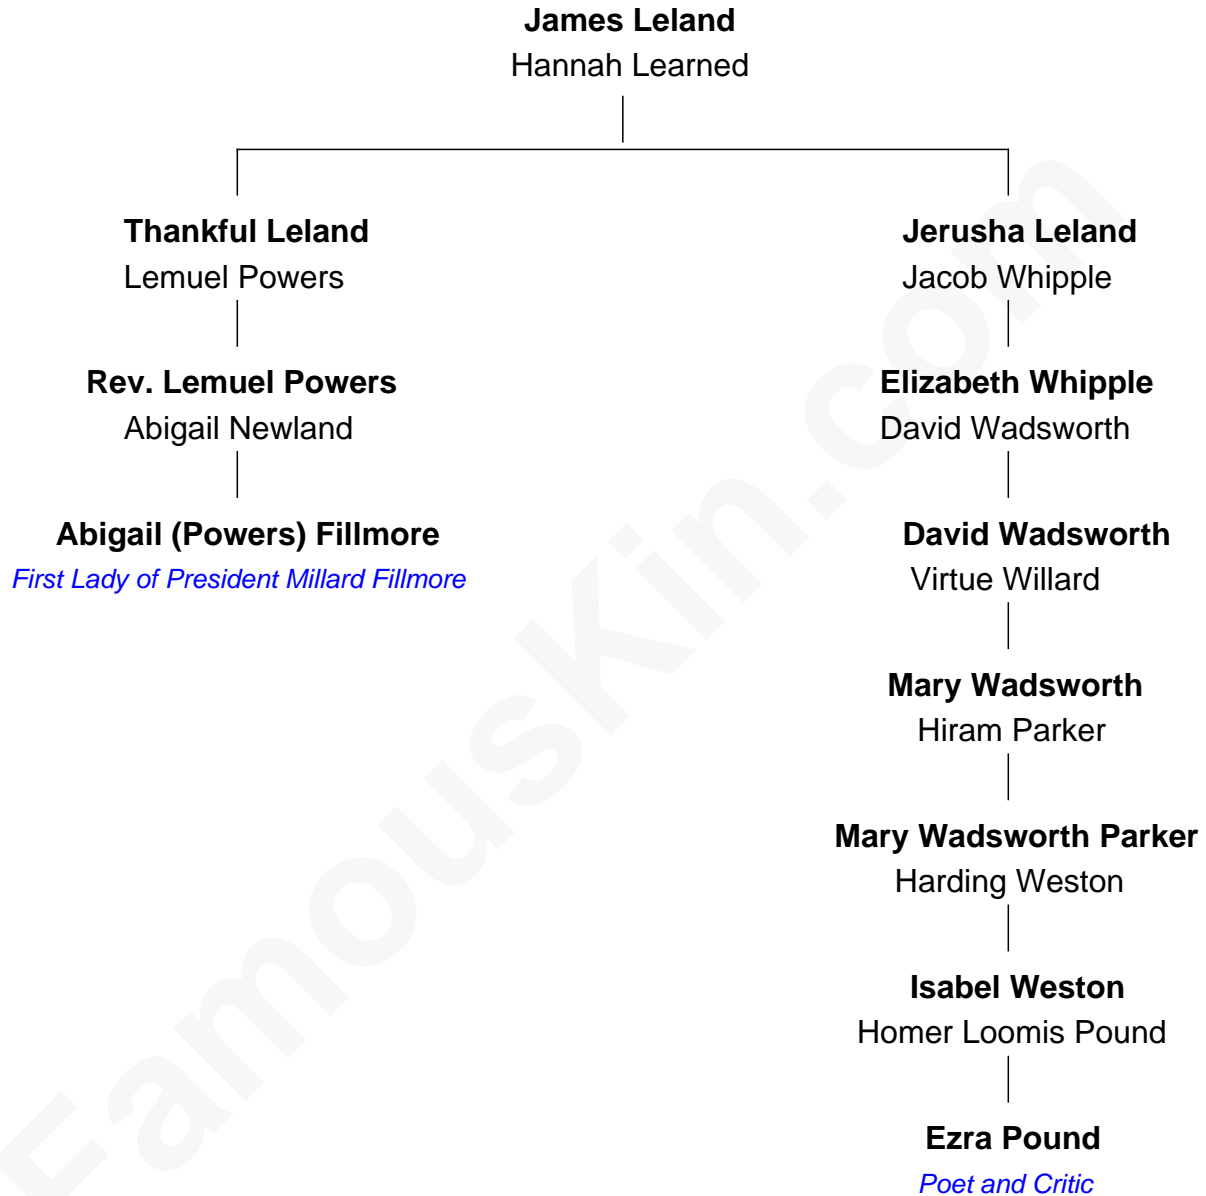 James Leland
Hannah Learned
Thankful Leland
Lemuel Powers
Jerusha Leland
Jacob Whipple
Rev. Lemuel Powers
Abigail Newland
Elizabeth Whipple
David Wadsworth
Abigail (Powers) Fillmore
First Lady of President Millard Fillmore
David Wadsworth
Virtue Willard
Mary Wadsworth
Hiram Parker
Mary Wadsworth Parker
Harding Weston
Isabel Weston
Homer Loomis Pound
Ezra Pound
Poet and Critic
FamousKin.com